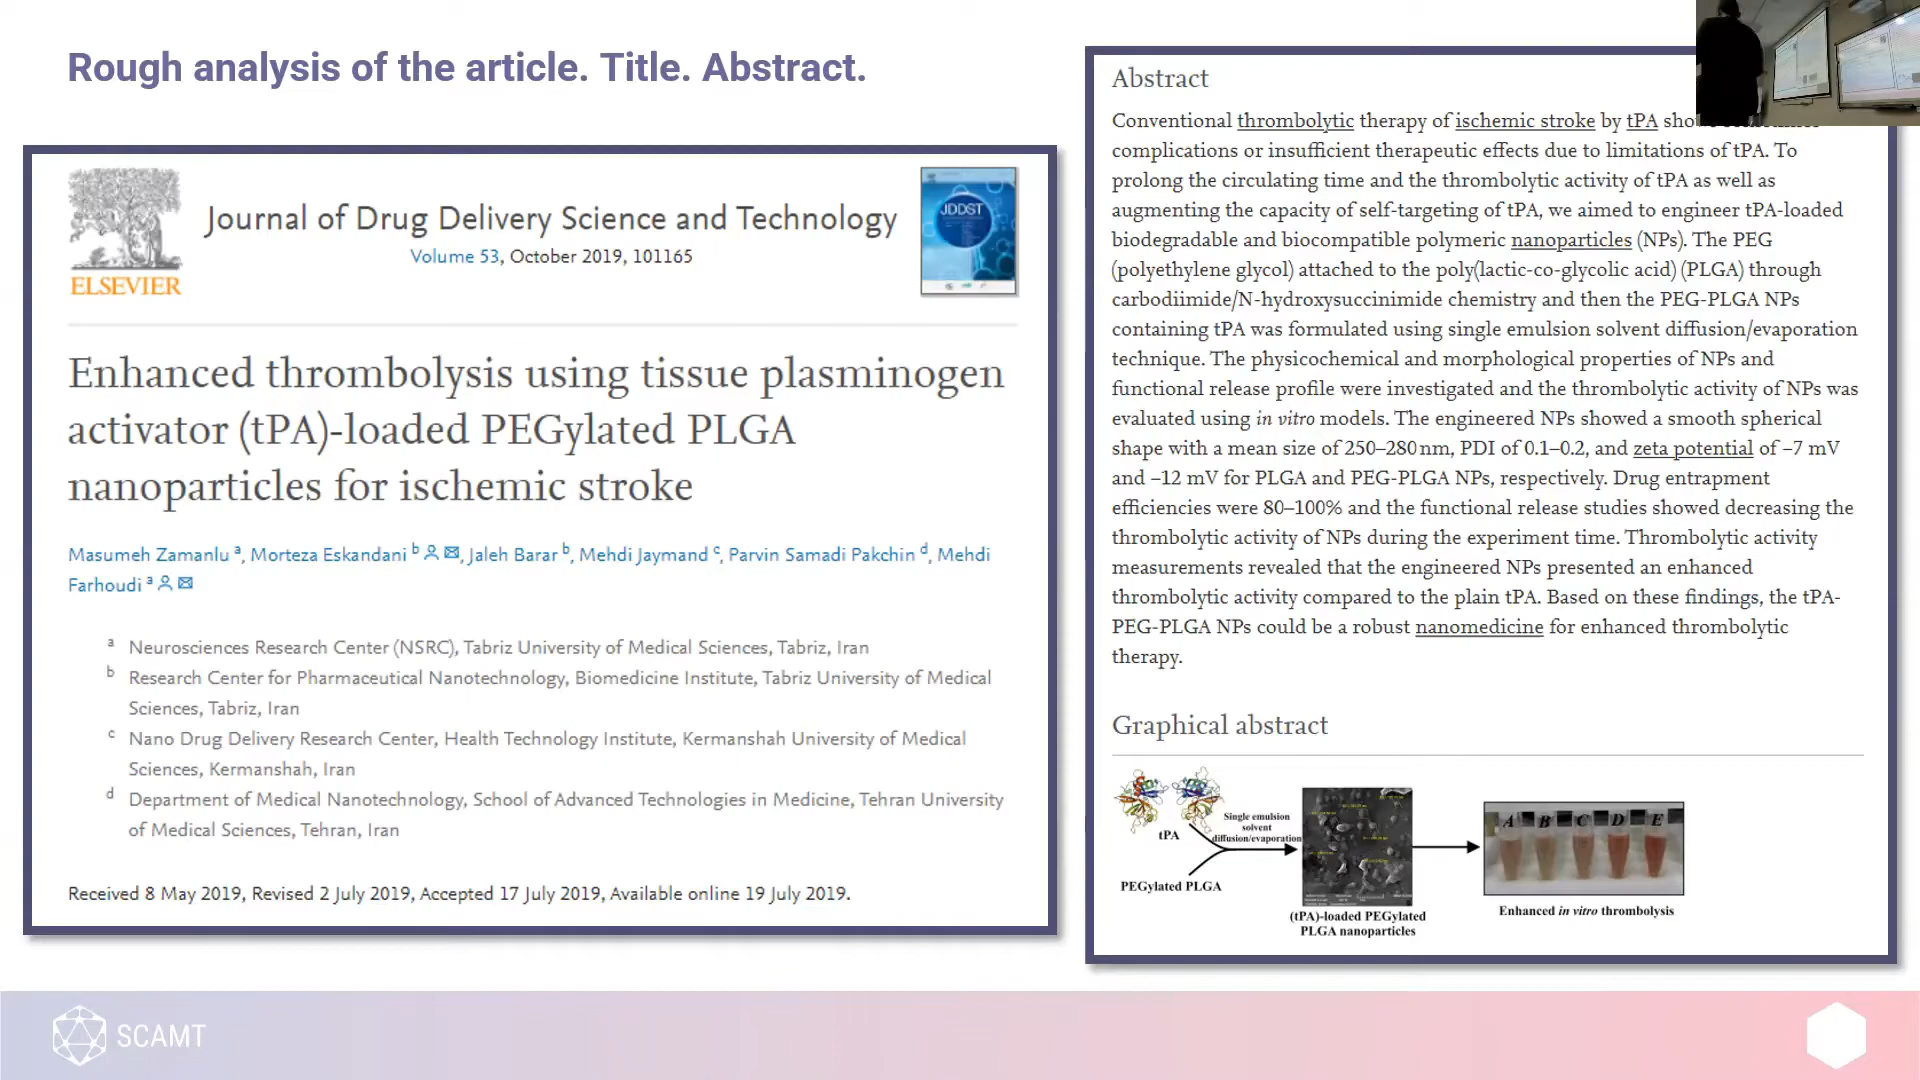 Rough analysis of the article. Title. Abstract.
ELSEVIER
Journal of Drug Delivery Science and Technology
Volume 53, October 2019, 101165
JDDST
Enhanced thrombolysis using tissue plasminogen
activator (tPA)-loaded PEGylated PLGA
nanoparticles for ischemic stroke
Masumeh Zamanlu a, Morteza Eskandani b, Jaleh Barar b, Mehdi Jaymand c, Parvin Samadi Pakchin d, Mehdi
Farhoudi a
a Neurosciences Research Center (NSRC), Tabriz University of Medical Sciences, Tabriz, Iran
b Research Center for Pharmaceutical Nanotechnology, Biomedicine Institute, Tabriz University of Medical
Sciences, Tabriz, Iran
c Nano Drug Delivery Research Center, Health Technology Institute, Kermanshah University of Medical
Sciences, Kermanshah, Iran
d Department of Medical Nanotechnology, School of Advanced Technologies in Medicine, Tehran University
of Medical Sciences, Tehran, Iran
Received 8 May 2019, Revised 2 July 2019, Accepted 17 July 2019, Available online 19 July 2019.
Abstract
Conventional thrombolytic therapy of ischemic stroke by tPA
complications or insufficient therapeutic effects due to limitations of tPA. To
prolong the circulating time and the thrombolytic activity of tPA as well as
augmenting the capacity of self-targeting of tPA, we aimed to engineer tPA-loaded
biodegradable and biocompatible polymeric nanoparticles (NPs). The PEG
(polyethylene glycol) attached to the poly(lactic-co-glycolic acid) (PLGA) through
carbodiimide/N-hydroxysuccinimide chemistry and then the PEG-PLGA NPs
containing tPA was formulated using single emulsion solvent diffusion/evaporation
technique. The physicochemical and morphological properties of NPs and
functional release profile were investigated and the thrombolytic activity of NPs was
evaluated using in vitro models. The engineered NPs showed a smooth spherical
shape with a mean size of 250–280 nm, PDI of 0.1–0.2, and zeta potential of −7 mV
and −12 mV for PLGA and PEG-PLGA NPs, respectively. Drug entrapment
efficiencies were 80–100% and the functional release studies showed decreasing the
thrombolytic activity of NPs during the experiment time. Thrombolytic activity
measurements revealed that the engineered NPs presented an enhanced
thrombolytic activity compared to the plain tPA. Based on these findings, the tPA-
PEG-PLGA NPs could be a robust nanomedicine for enhanced thrombolytic
therapy.
Graphical abstract
tPA
Single emulsion
solvent
diffusion/evaporation
PEGylated PLGA
(tPA)-loaded PEGylated
PLGA nanoparticles
A B C D E
Enhanced in vitro thrombolysis
SCAMT